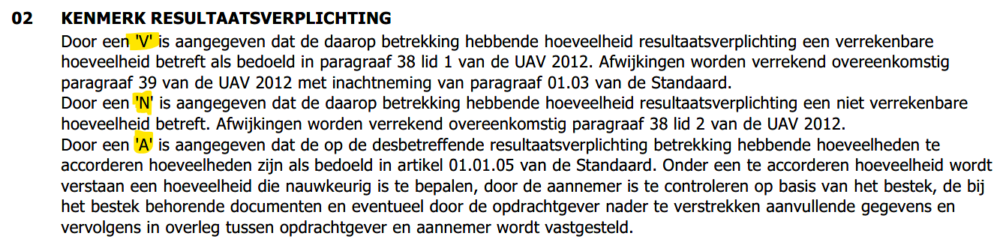 02 KENMERK RESULTAATSVERPLICHTING
Door een 'V' is aangegeven dat de daarop betrekking hebbende hoeveelheid resultaatsverplichting een verrekenbare
hoeveelheid betreft als bedoeld in paragraaf 38 lid 1 van de UAV 2012. Afwijkingen worden verrekend overeenkomstig
paragraaf 39 van de UAV 2012 met inachtneming van paragraaf 01.03 van de Standaard.
Door een 'N' is aangegeven dat de daarop betrekking hebbende hoeveelheid resultaatsverplichting een niet verrekenbare
hoeveelheid betreft. Afwijkingen worden verrekend overeenkomstig paragraaf 38 lid 2 van de UAV 2012.
Door een 'A' is aangegeven dat de op de desbetreffende resultaatsverplichting betrekking hebbende hoeveelheden te
accorderen hoeveelheden zijn als bedoeld in artikel 01.01.05 van de Standaard. Onder een te accorderen hoeveelheid wordt
verstaan een hoeveelheid die nauwkeurig is te bepalen, door de aannemer is te controleren op basis van het bestek, de bij
het bestek behorende documenten en eventueel door de opdrachtgever nader te verstrekken aanvullende gegevens en
vervolgens in overleg tussen opdrachtgever en aannemer wordt vastgesteld.